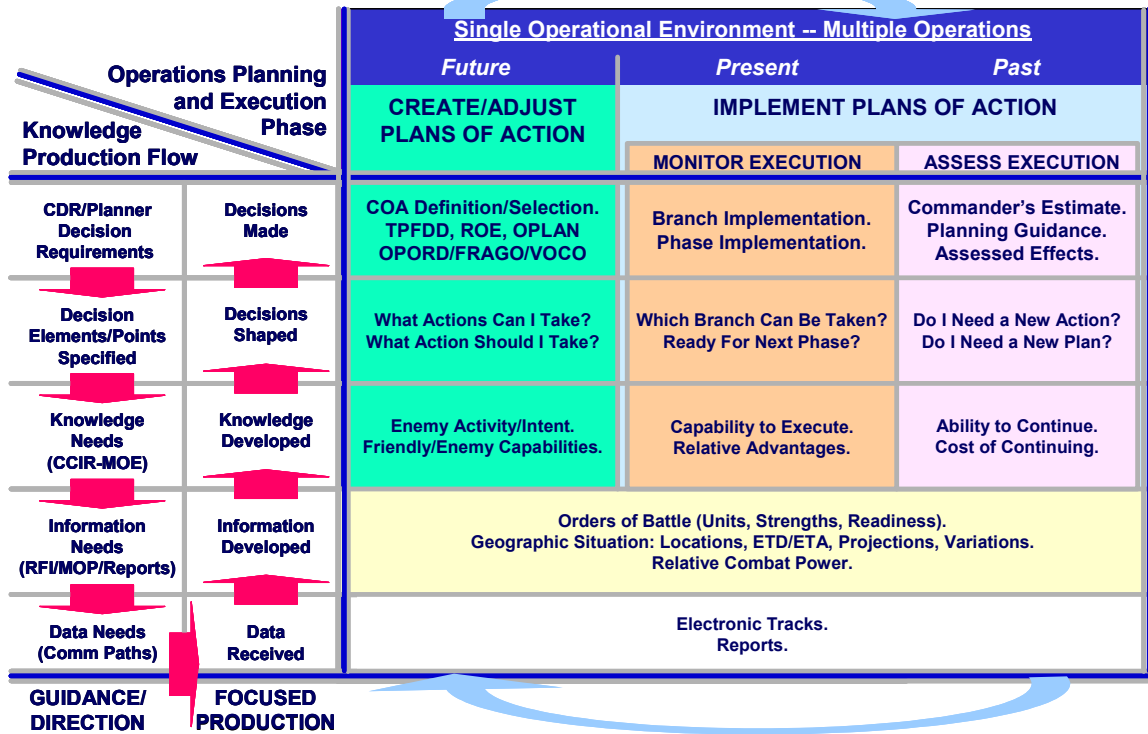 Single Operational Environment -- Multiple Operations
Future
Present
Past
Operations Planning
and Execution
Phase
Knowledge
Production Flow
CREATE/ADJUST
PLANS OF ACTION
IMPLEMENT PLANS OF ACTION
MONITOR EXECUTION
ASSESS EXECUTION
CDR/Planner
Decision
Requirements
Decisions
Made
COA Definition/Selection.
TPFDD, ROE, OPLAN
OPORD/FRAGO/VOCO
Branch Implementation.
Phase Implementation.
Commander's Estimate.
Planning Guidance.
Assessed Effects.
Decision
Elements/Points
Specified
Decisions
Shaped
What Actions Can I Take?
What Action Should I Take?
Which Branch Can Be Taken?
Ready For Next Phase?
Do I Need a New Action?
Do I Need a New Plan?
Knowledge
Needs
(CCIR-MOE)
Knowledge
Developed
Enemy Activity/Intent.
Friendly/Enemy Capabilities.
Capability to Execute.
Relative Advantages.
Ability to Continue.
Cost of Continuing.
Information
Needs
(RFI/MOP/Reports)
Information
Developed
Orders of Battle (Units, Strengths, Readiness).
Geographic Situation: Locations, ETD/ETA, Projections, Variations.
Relative Combat Power.
Data Needs
(Comm Paths)
Data
Received
Electronic Tracks.
Reports.
GUIDANCE/
DIRECTION
FOCUSED
PRODUCTION